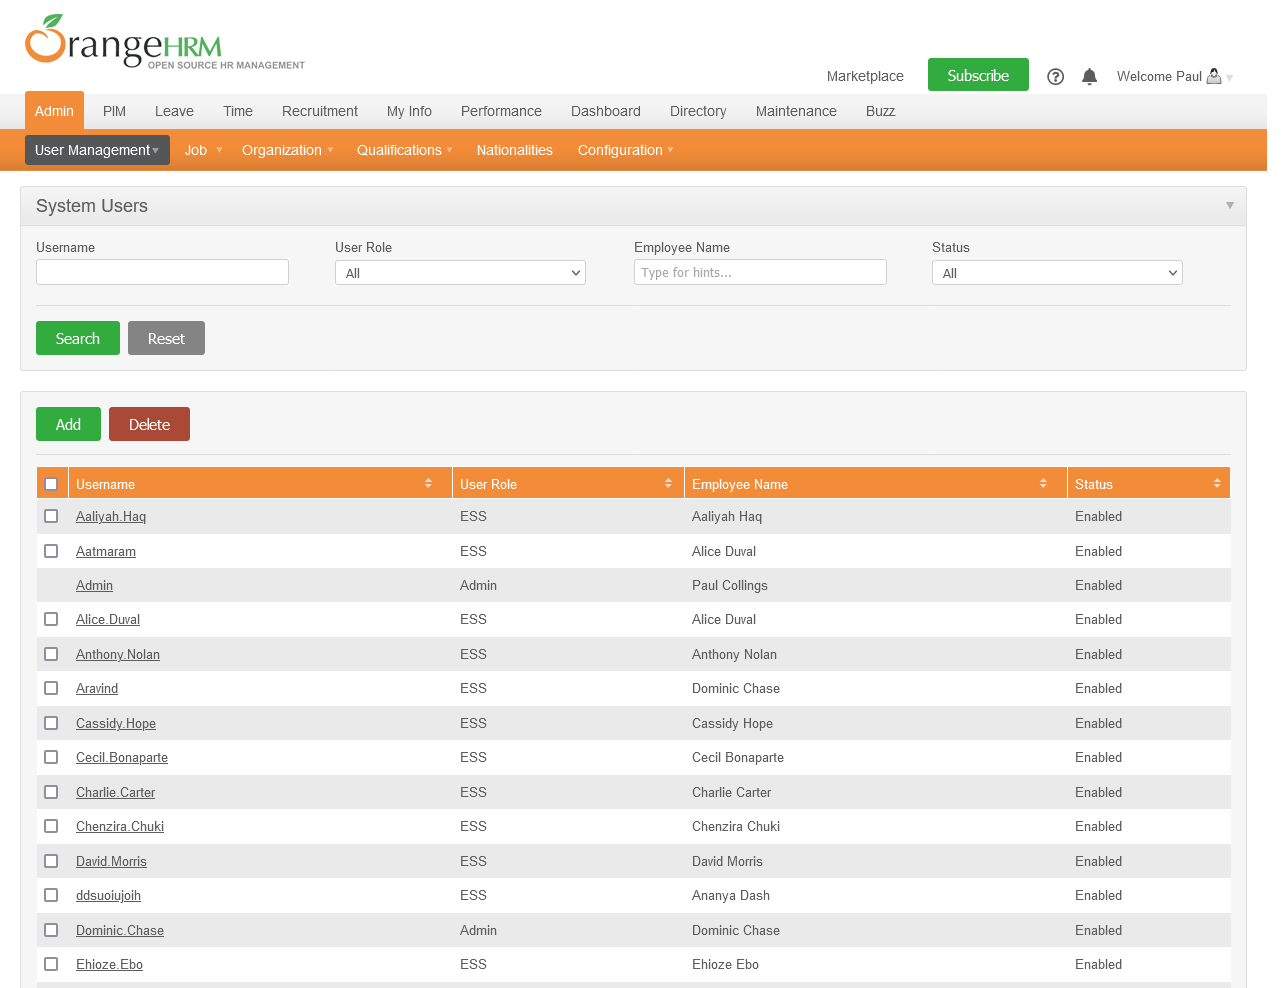 OrangeHRM
OPEN SOURCE HR MANAGEMENT
Marketplace Subscribe Welcome Paul
Admin PIM Leave Time Recruitment My Info Performance Dashboard Directory Maintenance Buzz
User Management Job Organization Qualifications Nationalities Configuration
System Users
Username User Role Employee Name Status
All Type for hints... All
Search Reset
Add Delete
Username User Role Employee Name Status
Aaliyah.Haq ESS Aaliyah Haq Enabled
Aatmaram ESS Alice Duval Enabled
Admin Admin Paul Collings Enabled
Alice.Duval ESS Alice Duval Enabled
Anthony.Nolan ESS Anthony Nolan Enabled
Aravind ESS Dominic Chase Enabled
Cassidy.Hope ESS Cassidy Hope Enabled
Cecil.Bonaparte ESS Cecil Bonaparte Enabled
Charlie.Carter ESS Charlie Carter Enabled
Chenzira.Chuki ESS Chenzira Chuki Enabled
David.Morris ESS David Morris Enabled
ddsuoiujoih ESS Ananya Dash Enabled
Dominic.Chase Admin Dominic Chase Enabled
Ehioze.Ebo ESS Ehioze Ebo Enabled